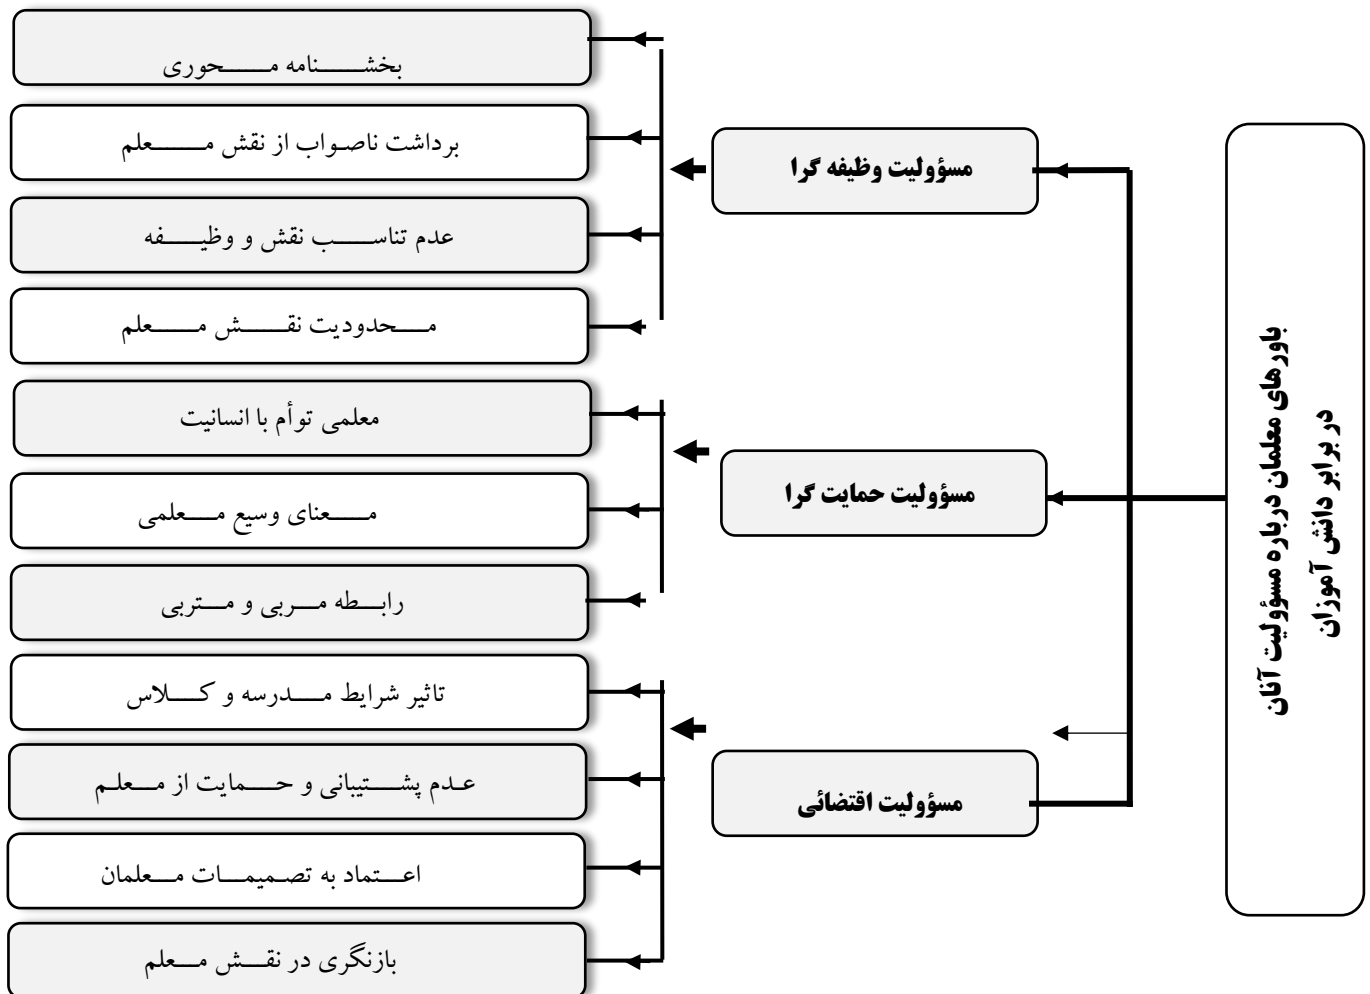 باورهای معلمان درباره مسؤولیت آنان
در برابر دانش آموزان
مسؤولیت وظیفه گرا
بخشنامه محوری
برداشت ناصواب از نقش معلم
عدم تناسب نقش و وظیفه
محدودیت نقش معلم
مسؤولیت حمایت گرا
معلمی توأم با انسانیت
معنای وسیع معلمی
رابطه مربی و متربی
مسؤولیت اقتضائی
تاثیر شرایط مدرسه و کلاس
عدم پشتیبانی و حمایت از معلم
اعتماد به تصمیمات معلمان
بازنگری در نقش معلم